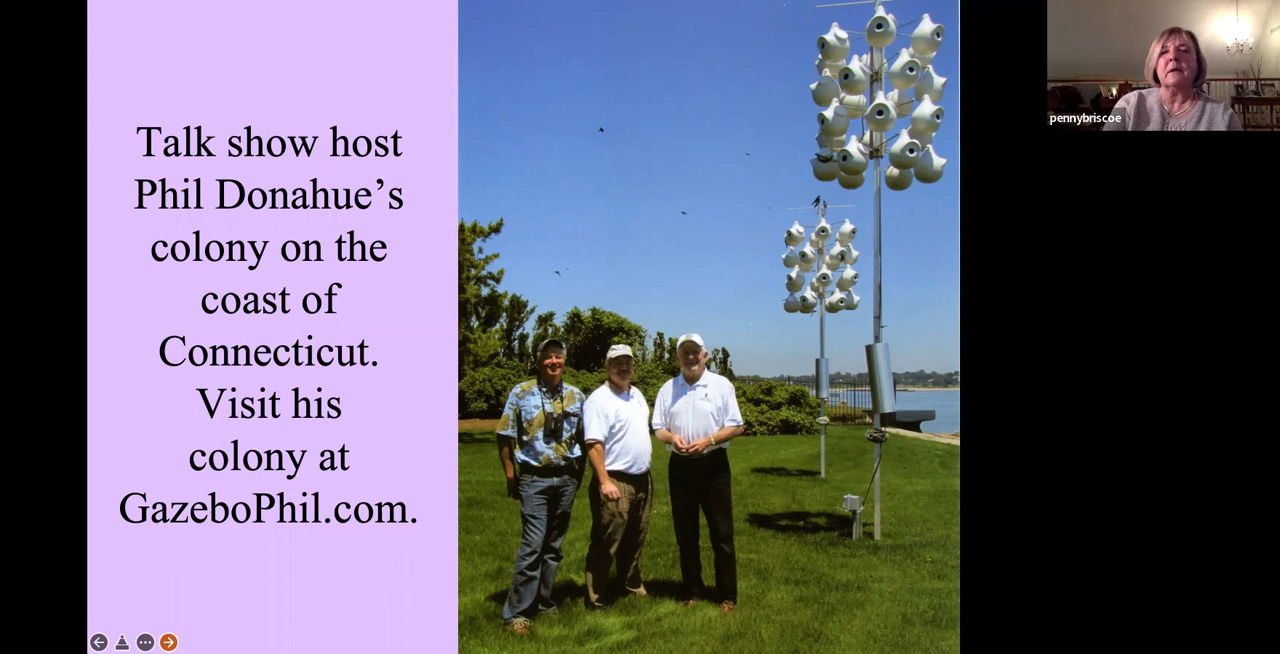 Talk show host
Phil Donahue’s
colony on the
coast of
Connecticut.
Visit his
colony at
GazeboPhil.com.
pennybriscoe